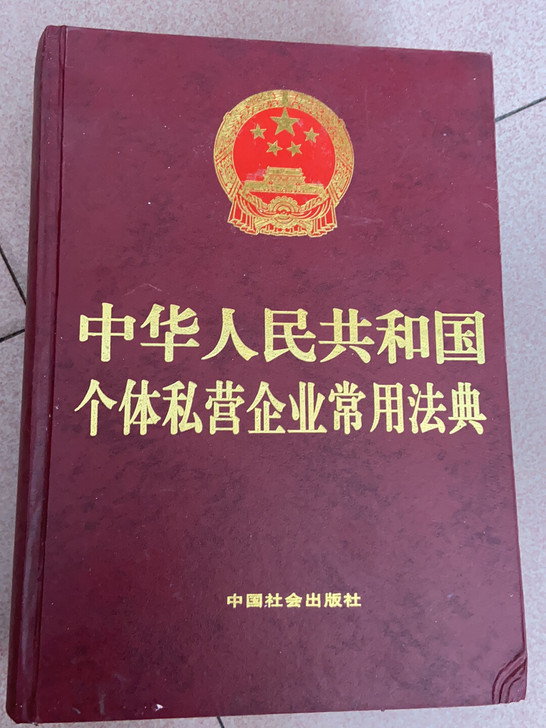 中华人民共和国
个体私营企业常用法典
中国社会出版社